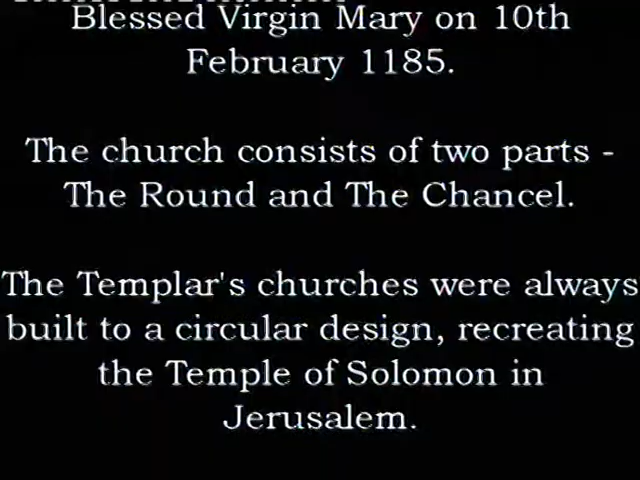 Blessed Virgin Mary on 10th
February 1185.
The church consists of two parts -
The Round and The Chancel.
The Templar's churches were always
built to a circular design, recreating
the Temple of Solomon in
Jerusalem.